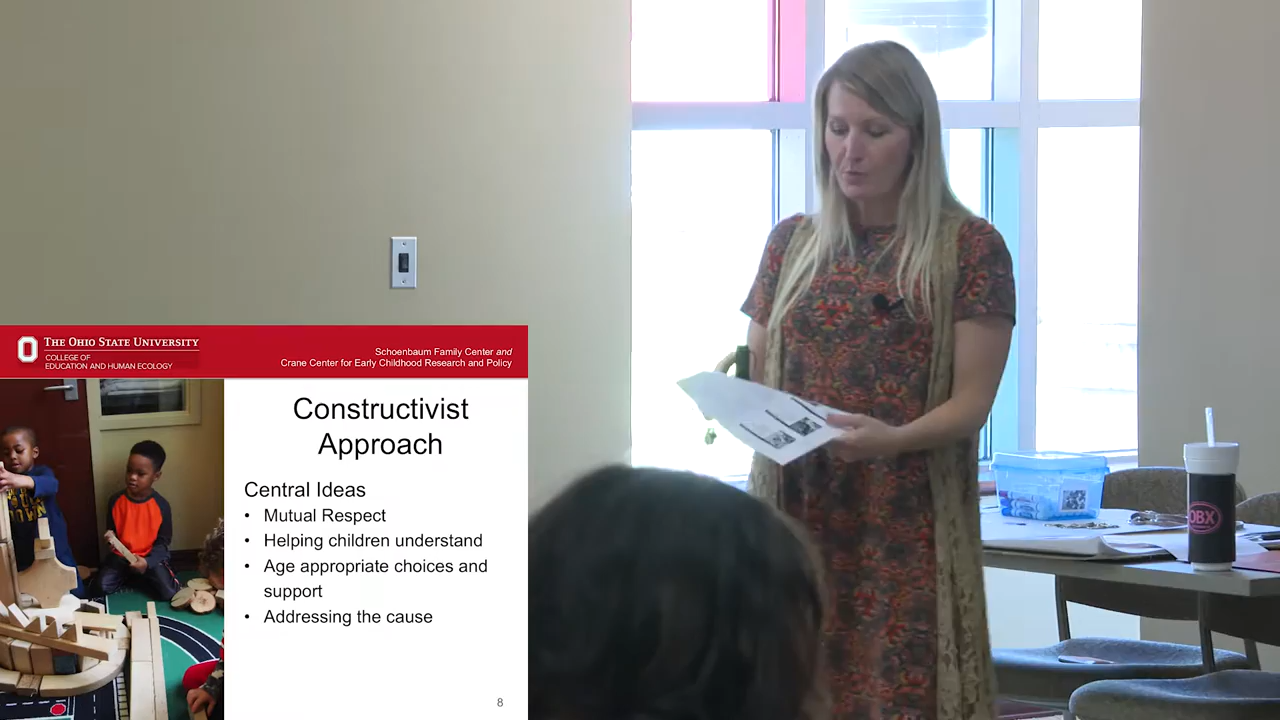 THE OHIO STATE UNIVERSITY
COLLEGE OF
EDUCATION AND HUMAN ECOLOGY
Schoenbaum Family Center and
Crane Center for Early Childhood Research and Policy
Constructivist
Approach
Central Ideas
• Mutual Respect
• Helping children understand
• Age appropriate choices and
support
• Addressing the cause
8
OBX